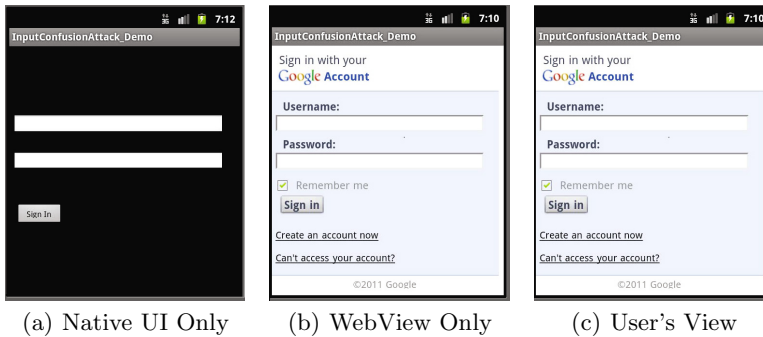 3G 7:12
InputConfusionAttack_Demo
Sign In
(a) Native UI Only
3G 7:10
InputConfusionAttack_Demo
Sign in with your
Google Account
Username:
Password:
Remember me
Sign in
Create an account now
Can't access your account?
©2011 Google
(b) WebView Only
3G 7:10
InputConfusionAttack_Demo
Sign in with your
Google Account
Username:
Password:
Remember me
Sign in
Create an account now
Can't access your account?
©2011 Google
(c) User's View